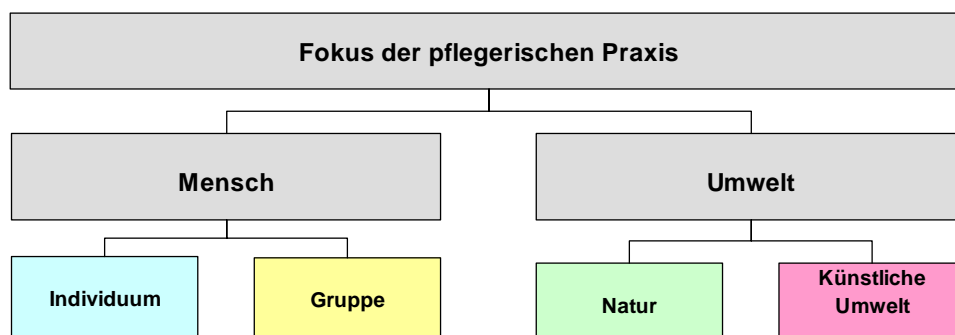 Fokus der pflegerischen Praxis
Mensch
Umwelt
Individuum
Gruppe
Natur
Künstliche
Umwelt